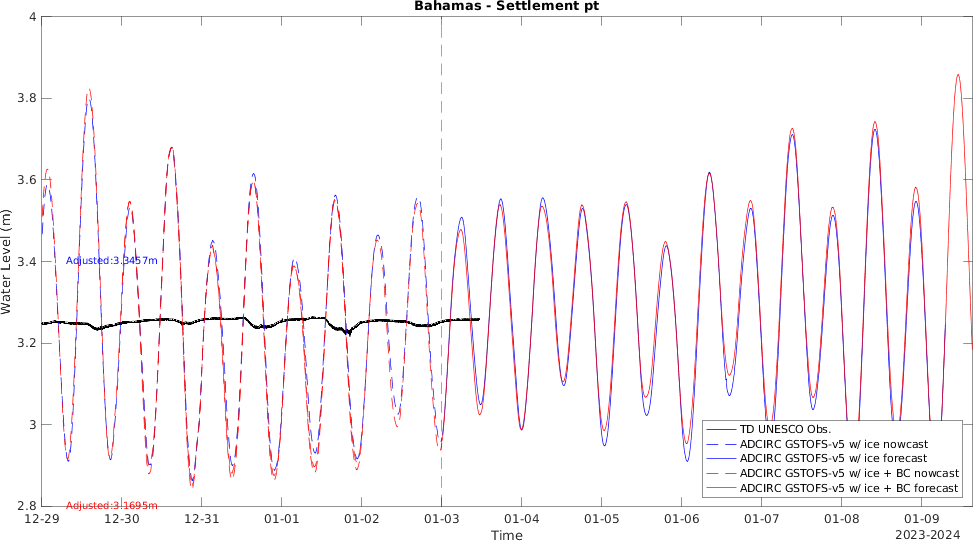 Bahamas - Settlement pt
4
3.8
3.6
3.4
3.2
3
2.8
Water Level (m)
Adjusted:3.3457m
Adjusted:3.1695m
TD UNESCO Obs.
ADCIRC GSTOFS-v5 w/ ice nowcast
ADCIRC GSTOFS-v5 w/ ice forecast
ADCIRC GSTOFS-v5 w/ ice + BC nowcast
ADCIRC GSTOFS-v5 w/ ice + BC forecast
12-29 12-30 12-31 01-01 01-02 01-03 01-04 01-05 01-06 01-07 01-08 01-09
Time
2023-2024